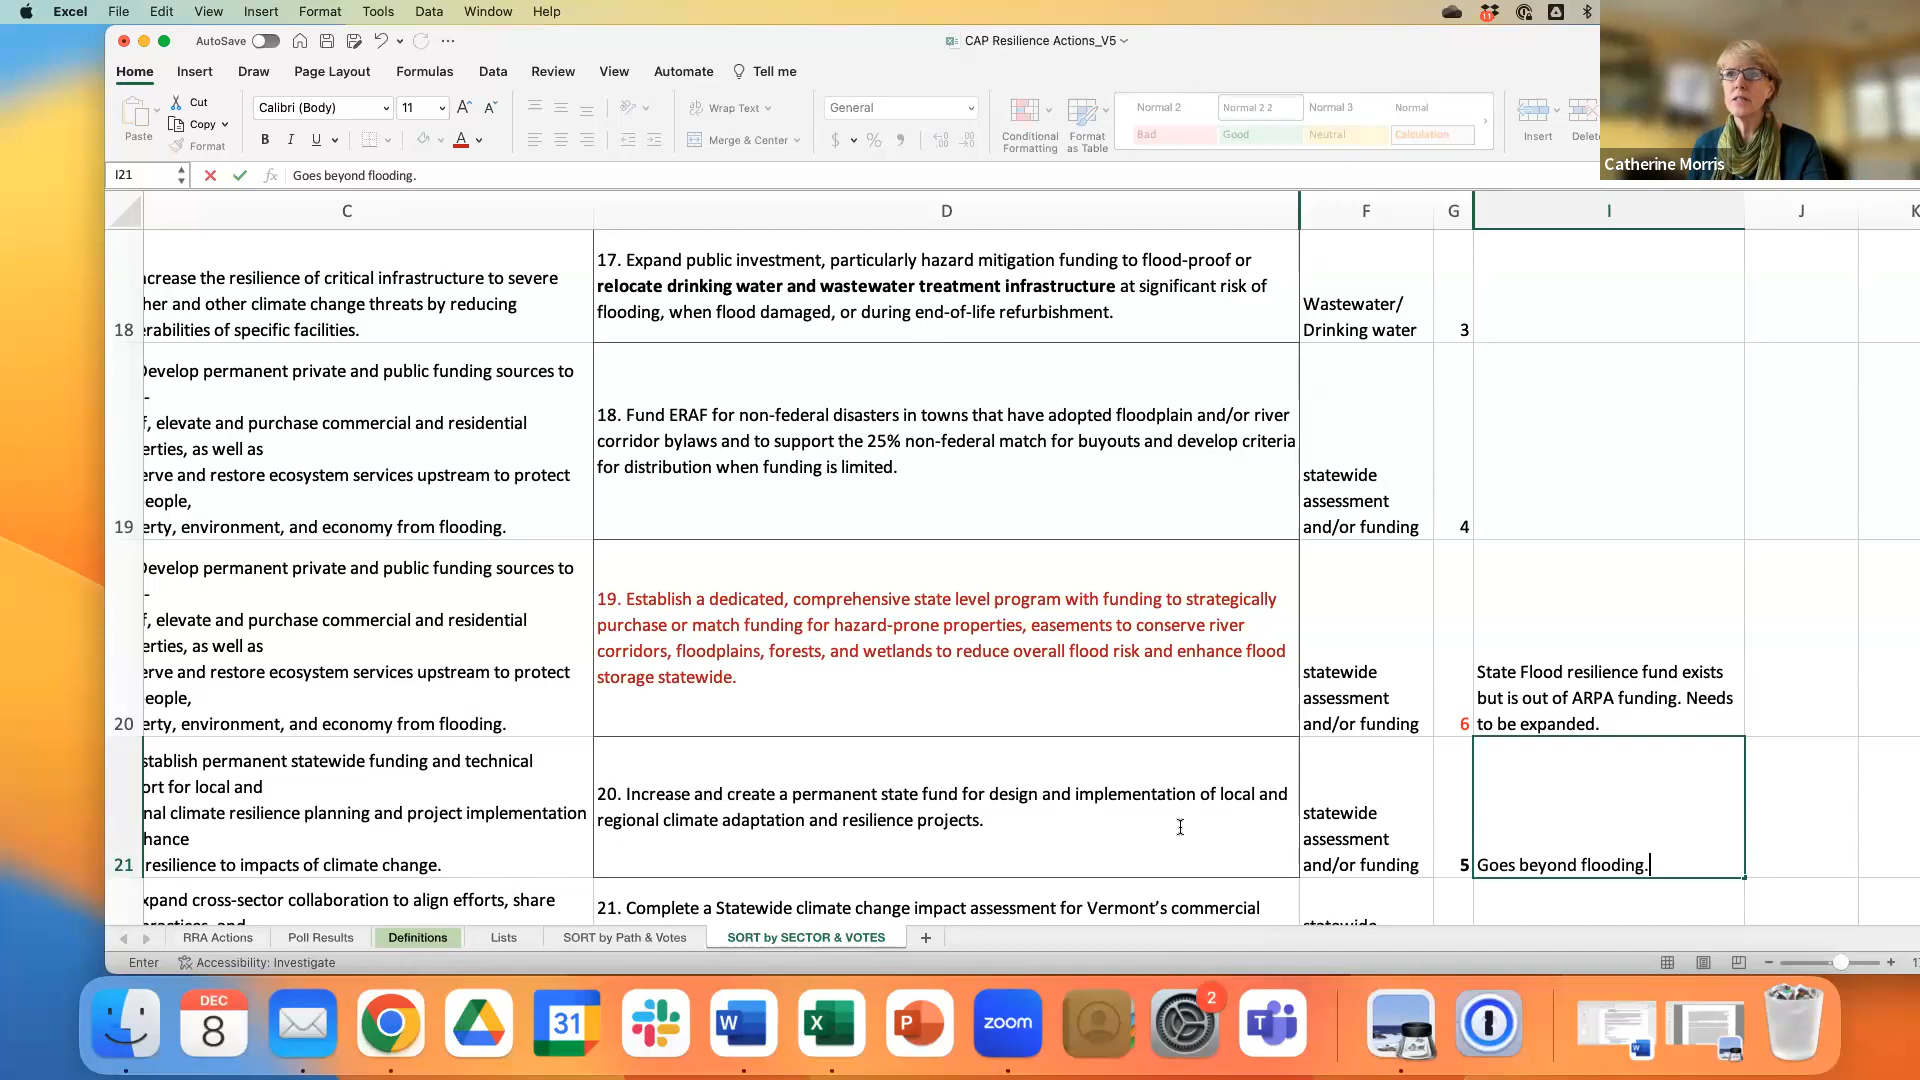 Excel File Edit View Insert Format Tools Data Window Help
11
AutoSave
CAP Resilience Actions_V5
Home Insert Draw Page Layout Formulas Data Review View Automate Tell me
Paste
Cut
Copy
Format
Calibri (Body) 11
B I U
Wrap Text
Merge & Center
General
$ %
Conditional
Formatting
Format
as Table
Normal 2 Normal 2 2 Normal 3 Normal
Bad Good Neutral Calculation
Insert
Catherine Morris
I21 fx Goes beyond flooding.
C D F G I J K
18
ncrease the resilience of critical infrastructure to severe
her and other climate change threats by reducing
erabilities of specific facilities.
17. Expand public investment, particularly hazard mitigation funding to flood-proof or
relocate drinking water and wastewater treatment infrastructure at significant risk of
flooding, when flood damaged, or during end-of-life refurbishment.
Wastewater/
Drinking water
3
19
Develop permanent private and public funding sources to
-
f, elevate and purchase commercial and residential
erties, as well as
erve and restore ecosystem services upstream to protect
eople,
erty, environment, and economy from flooding.
18. Fund ERAF for non-federal disasters in towns that have adopted floodplain and/or river
corridor bylaws and to support the 25% non-federal match for buyouts and develop criteria
for distribution when funding is limited.
statewide
assessment
and/or funding
4
20
Develop permanent private and public funding sources to
-
f, elevate and purchase commercial and residential
erties, as well as
erve and restore ecosystem services upstream to protect
eople,
erty, environment, and economy from flooding.
19. Establish a dedicated, comprehensive state level program with funding to strategically
purchase or match funding for hazard-prone properties, easements to conserve river
corridors, floodplains, forests, and wetlands to reduce overall flood risk and enhance flood
storage statewide.
statewide
assessment
and/or funding
6
State Flood resilience fund exists
but is out of ARPA funding. Needs
to be expanded.
21
stablish permanent statewide funding and technical
ort for local and
nal climate resilience planning and project implementation
hance
resilience to impacts of climate change.
20. Increase and create a permanent state fund for design and implementation of local and
regional climate adaptation and resilience projects.
statewide
assessment
and/or funding
5
Goes beyond flooding.
xpand cross-sector collaboration to align efforts, share
21. Complete a Statewide climate change impact assessment for Vermont's commercial
RRA Actions Poll Results Definitions Lists SORT by Path & Votes SORT by SECTOR & VOTES
Enter Accessibility: Investigate
DEC
8
31
W
X
P
zoom
2
T